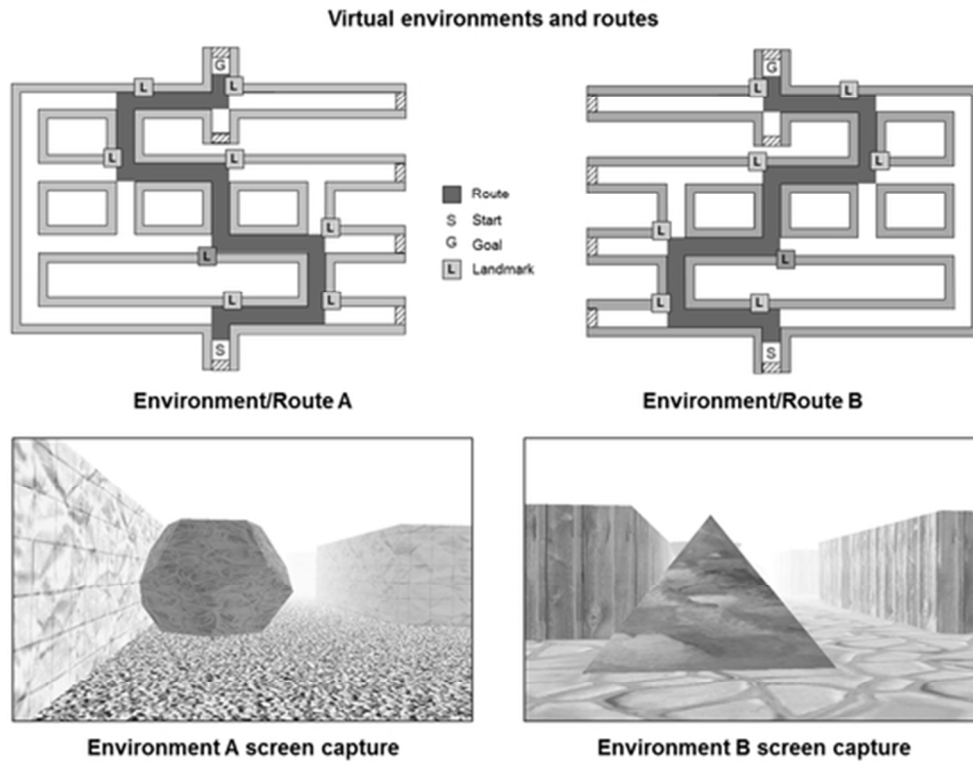 Virtual environments and routes
G
L
L
L
L
L
L
L
L
S
Route
S Start
G Goal
L Landmark
G
L
L
L
L
L
L
L
L
S
Environment/Route A
Environment/Route B
Environment A screen capture
Environment B screen capture